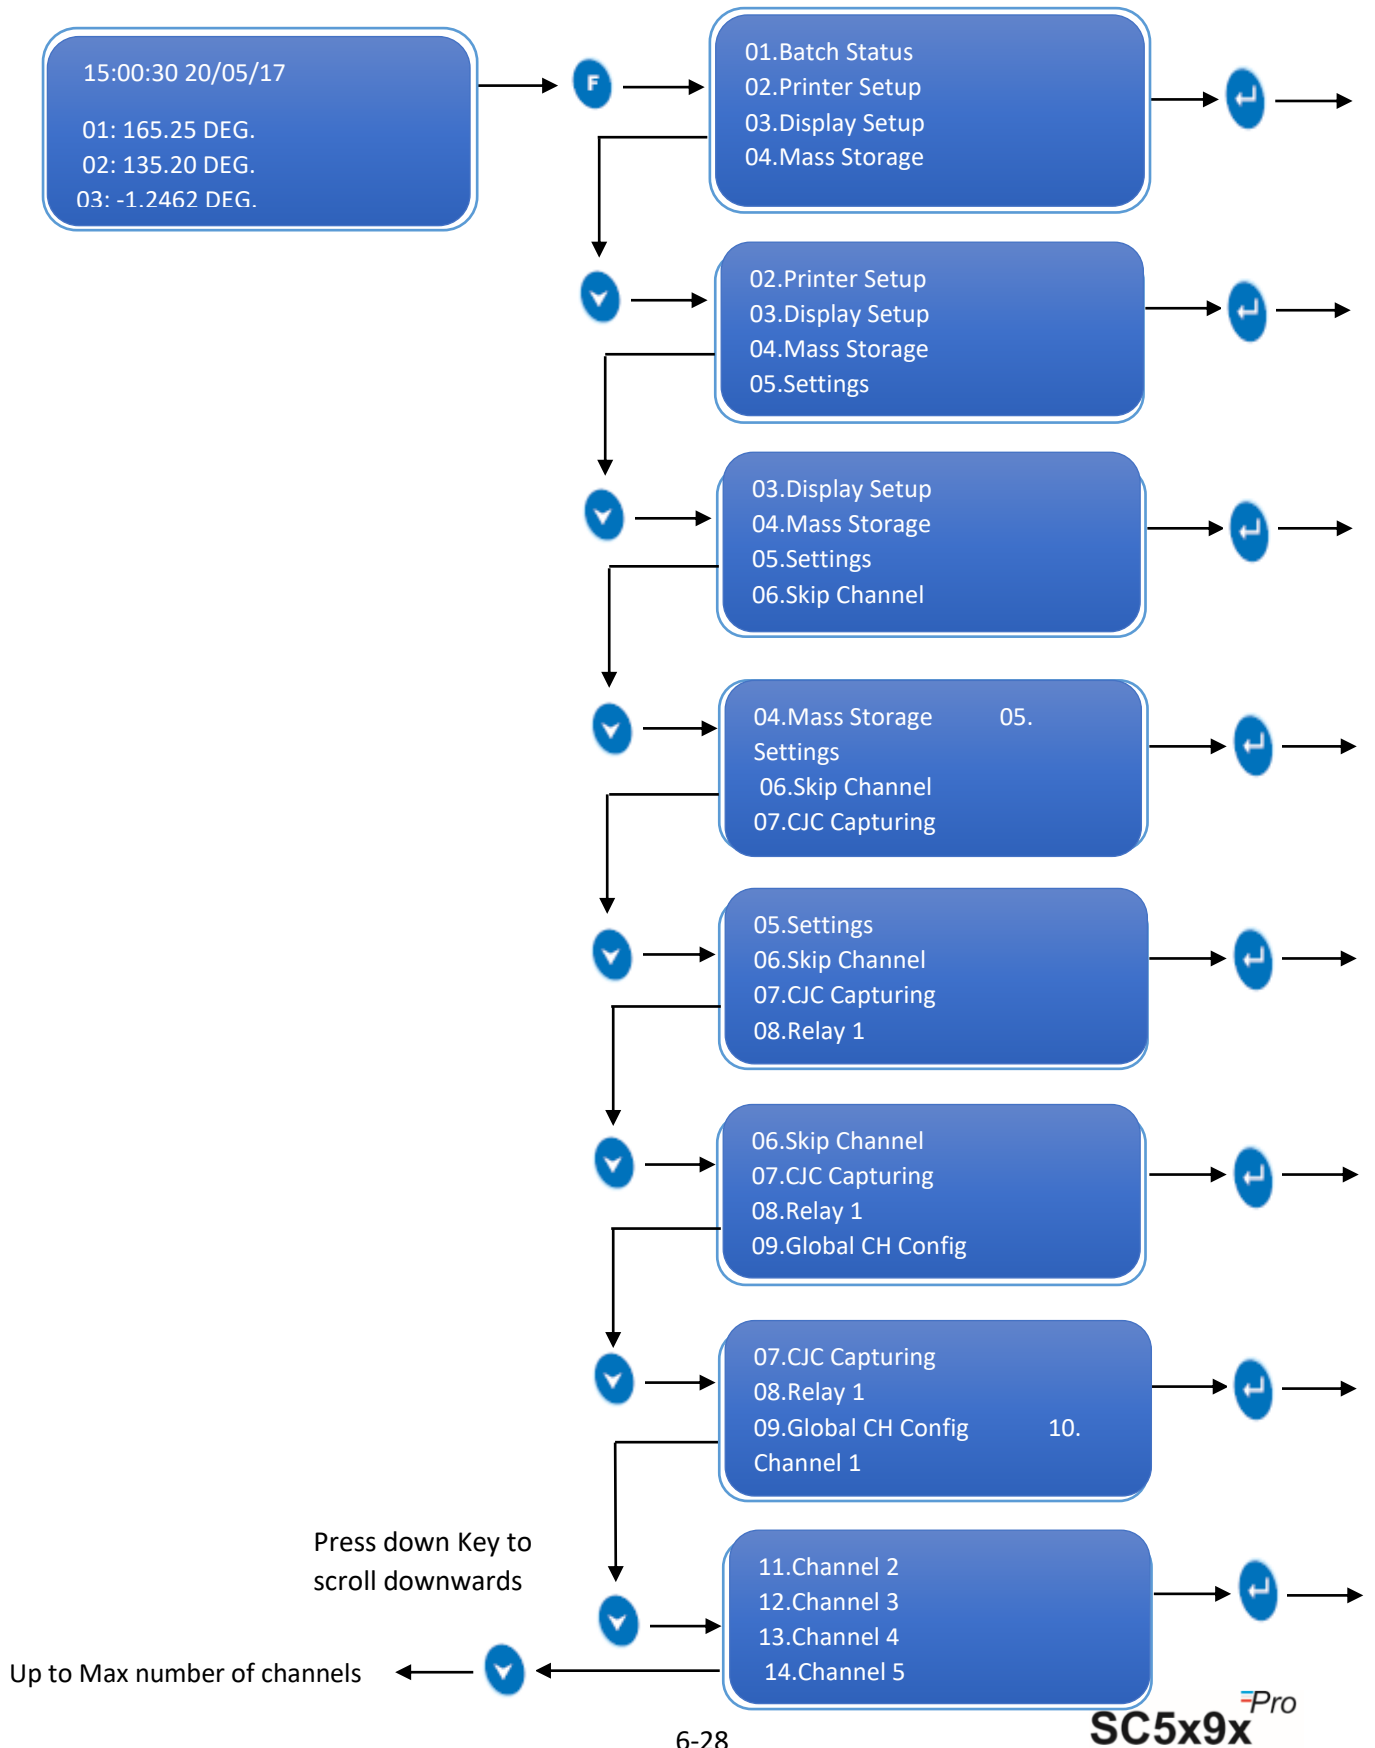 15:00:30 20/05/17
01: 165.25 DEG.
02: 135.20 DEG.
03: -1.2462 DEG.
F
01.Batch Status
02.Printer Setup
03.Display Setup
04.Mass Storage
02.Printer Setup
03.Display Setup
04.Mass Storage
05.Settings
03.Display Setup
04.Mass Storage
05.Settings
06.Skip Channel
04.Mass Storage 05.
Settings
06.Skip Channel
07.CJC Capturing
05.Settings
06.Skip Channel
07.CJC Capturing
08.Relay 1
06.Skip Channel
07.CJC Capturing
08.Relay 1
09.Global CH Config
07.CJC Capturing
08.Relay 1
09.Global CH Config 10.
Channel 1
Press down Key to
scroll downwards
11.Channel 2
12.Channel 3
13.Channel 4
14.Channel 5
Up to Max number of channels
SC5x9x Pro
6-28